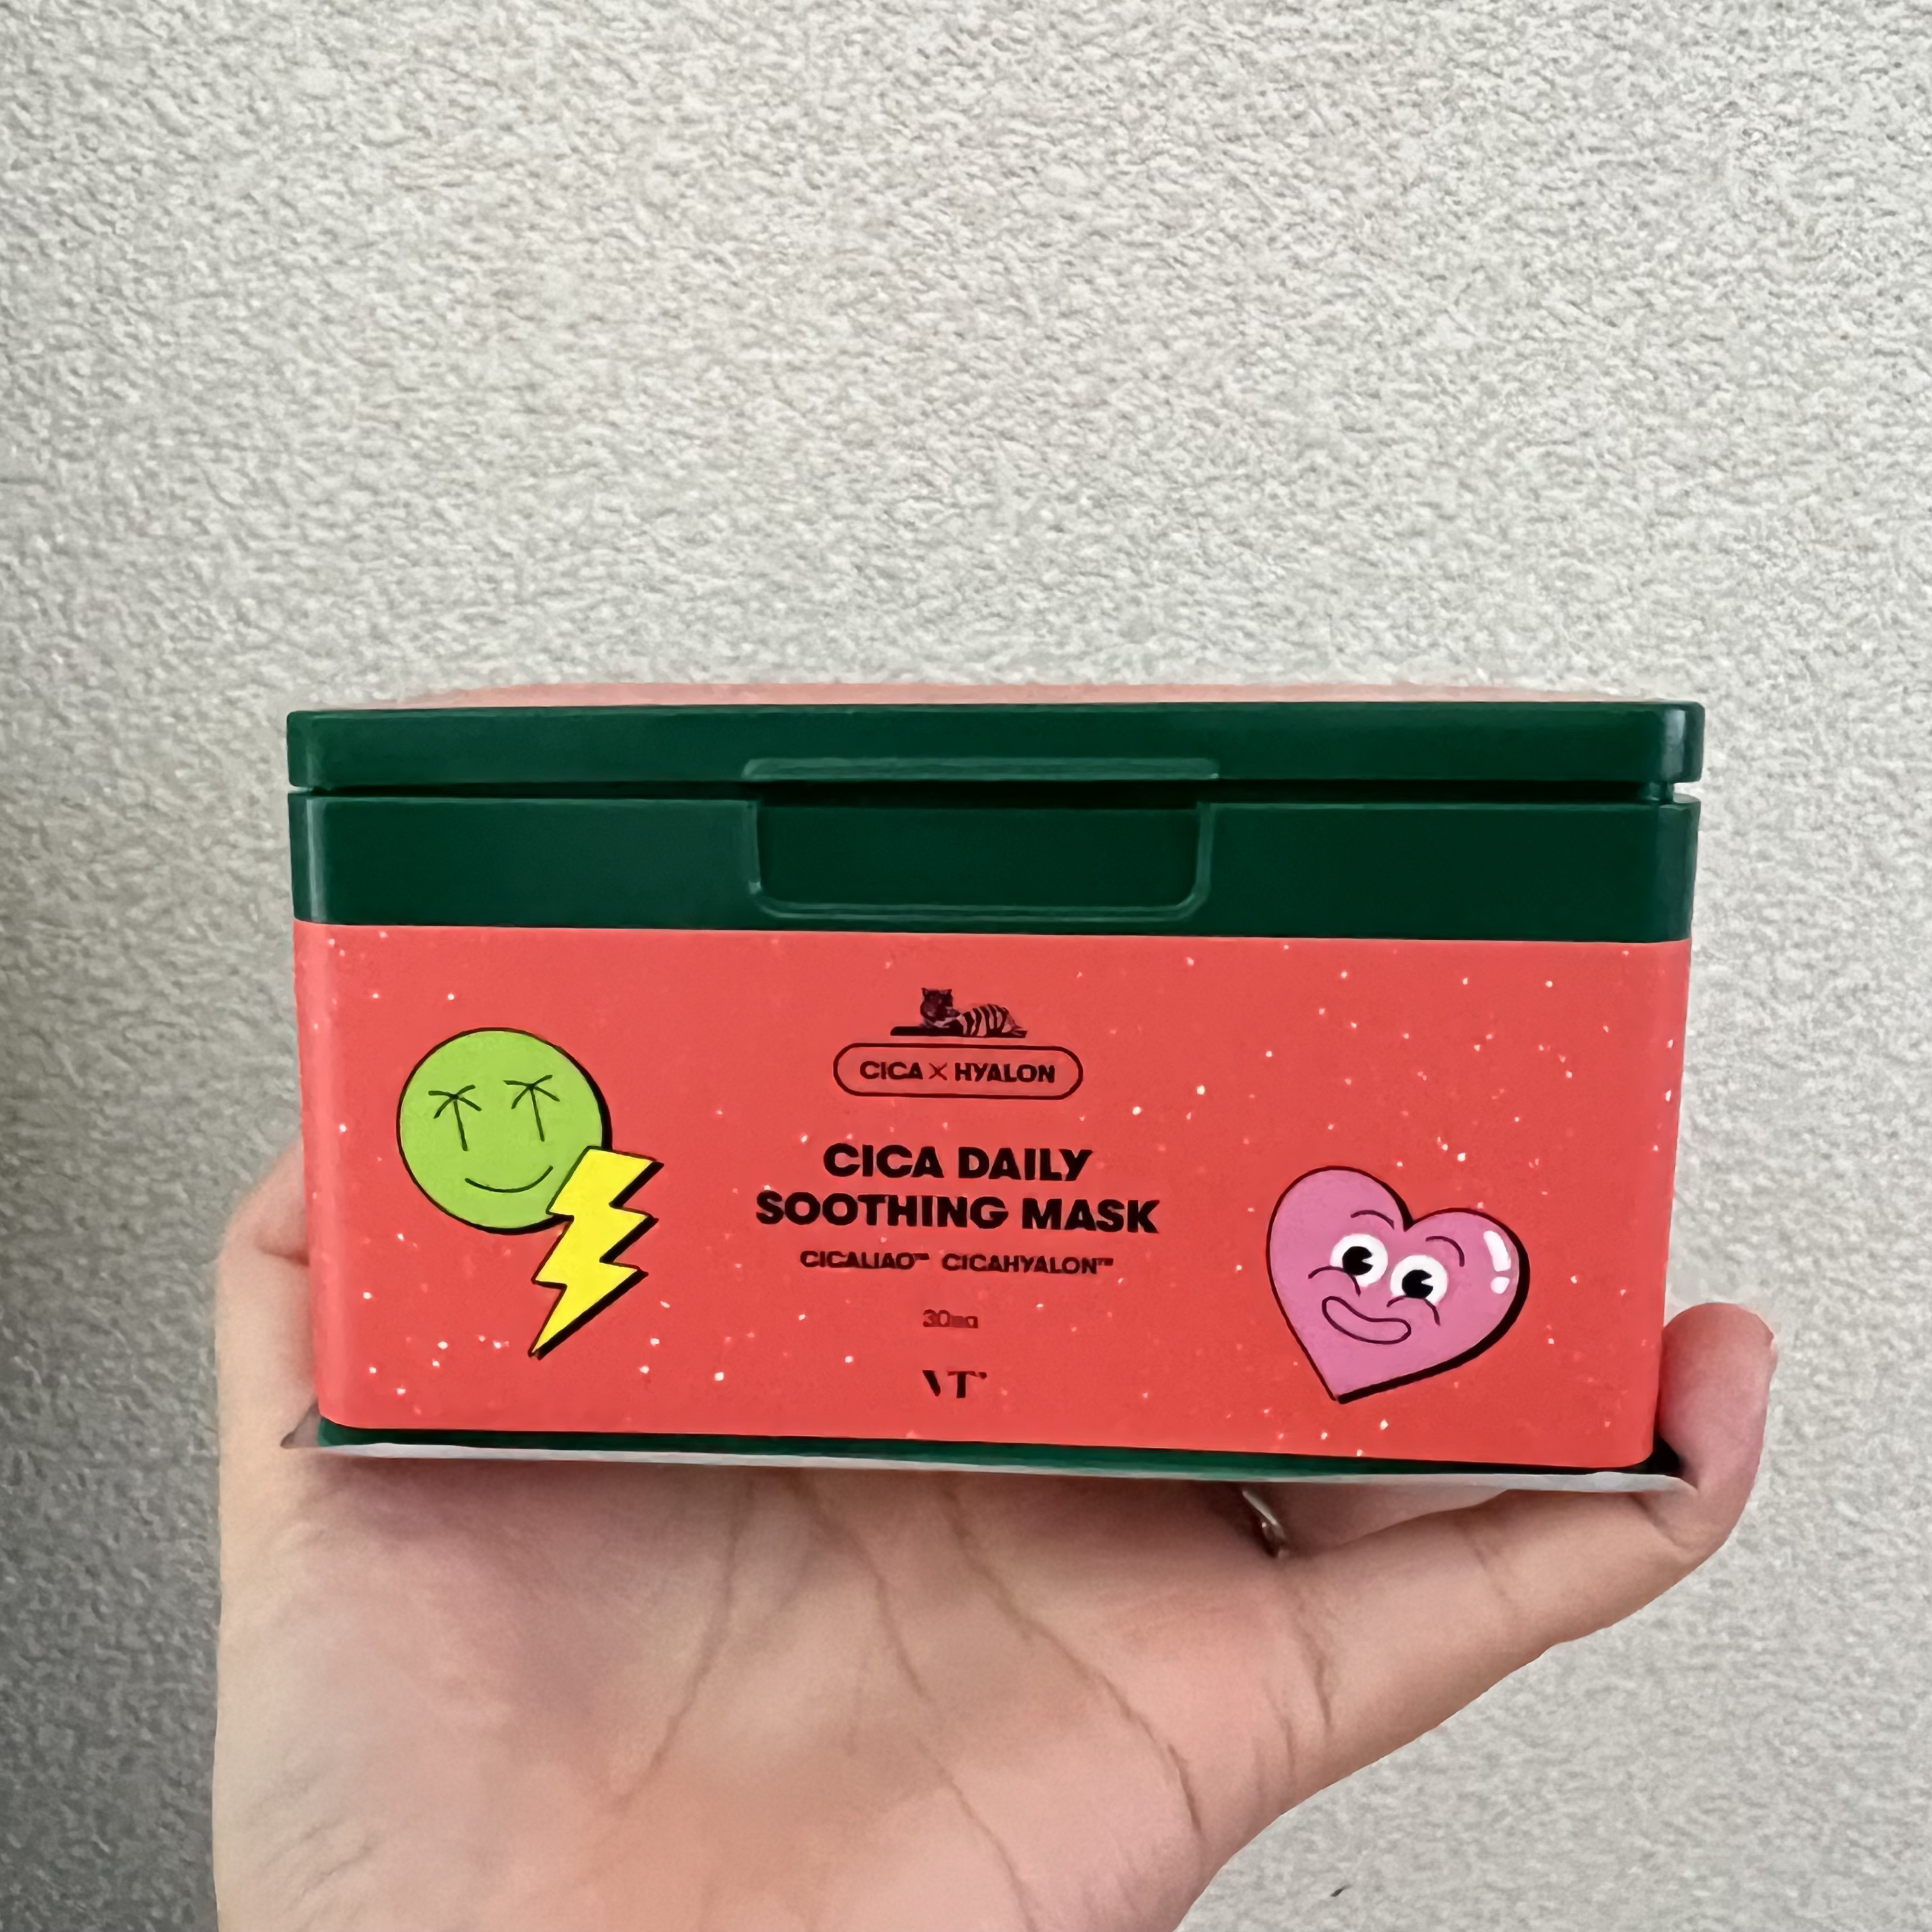 CICA X HYALON
CICA DAILY
SOOTHING MASK
CICALIAO™ CICAHYALON™
30ea
VT